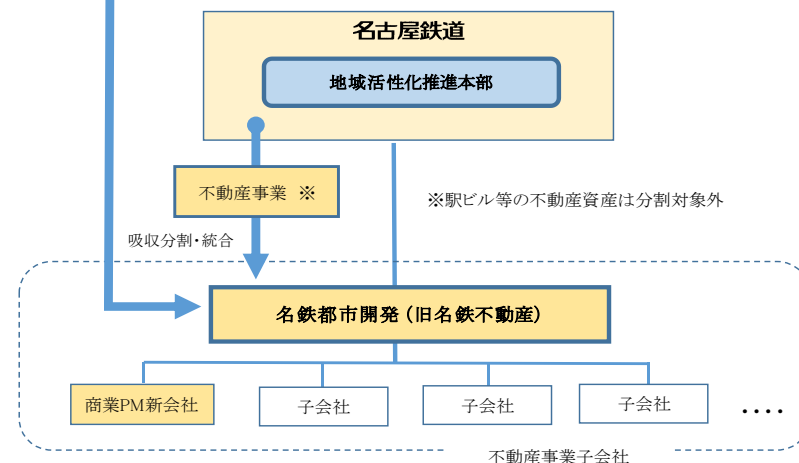 名古屋鉄道
地域活性化推進本部
不動産事業 ※
※駅ビル等の不動産資産は分割対象外
吸収分割・統合
名鉄都市開発（旧名鉄不動産）
商業PM新会社
子会社
子会社
子会社
....
不動産事業子会社